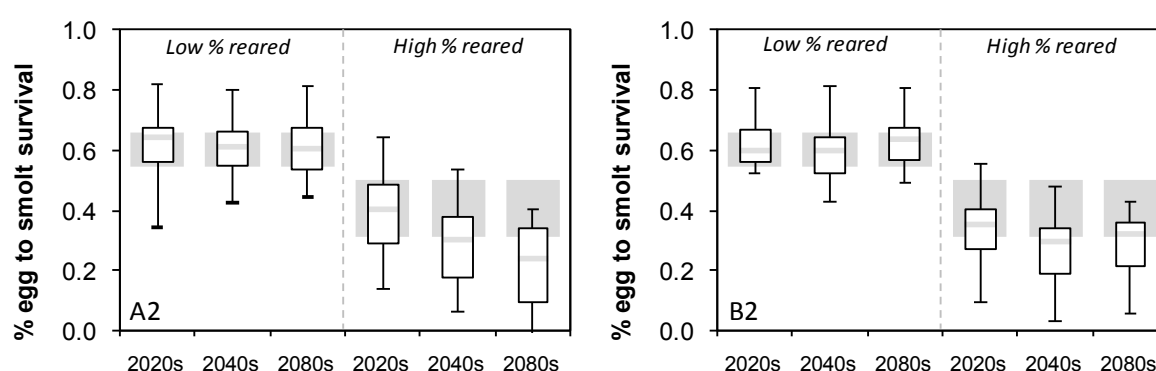 % egg to smolt survival
1.0
0.8
0.6
0.4
0.2
0.0
Low % reared
High % reared
A2
2020s 2040s 2080s 2020s 2040s 2080s
% egg to smolt survival
1.0
0.8
0.6
0.4
0.2
0.0
Low % reared
High % reared
B2
2020s 2040s 2080s 2020s 2040s 2080s